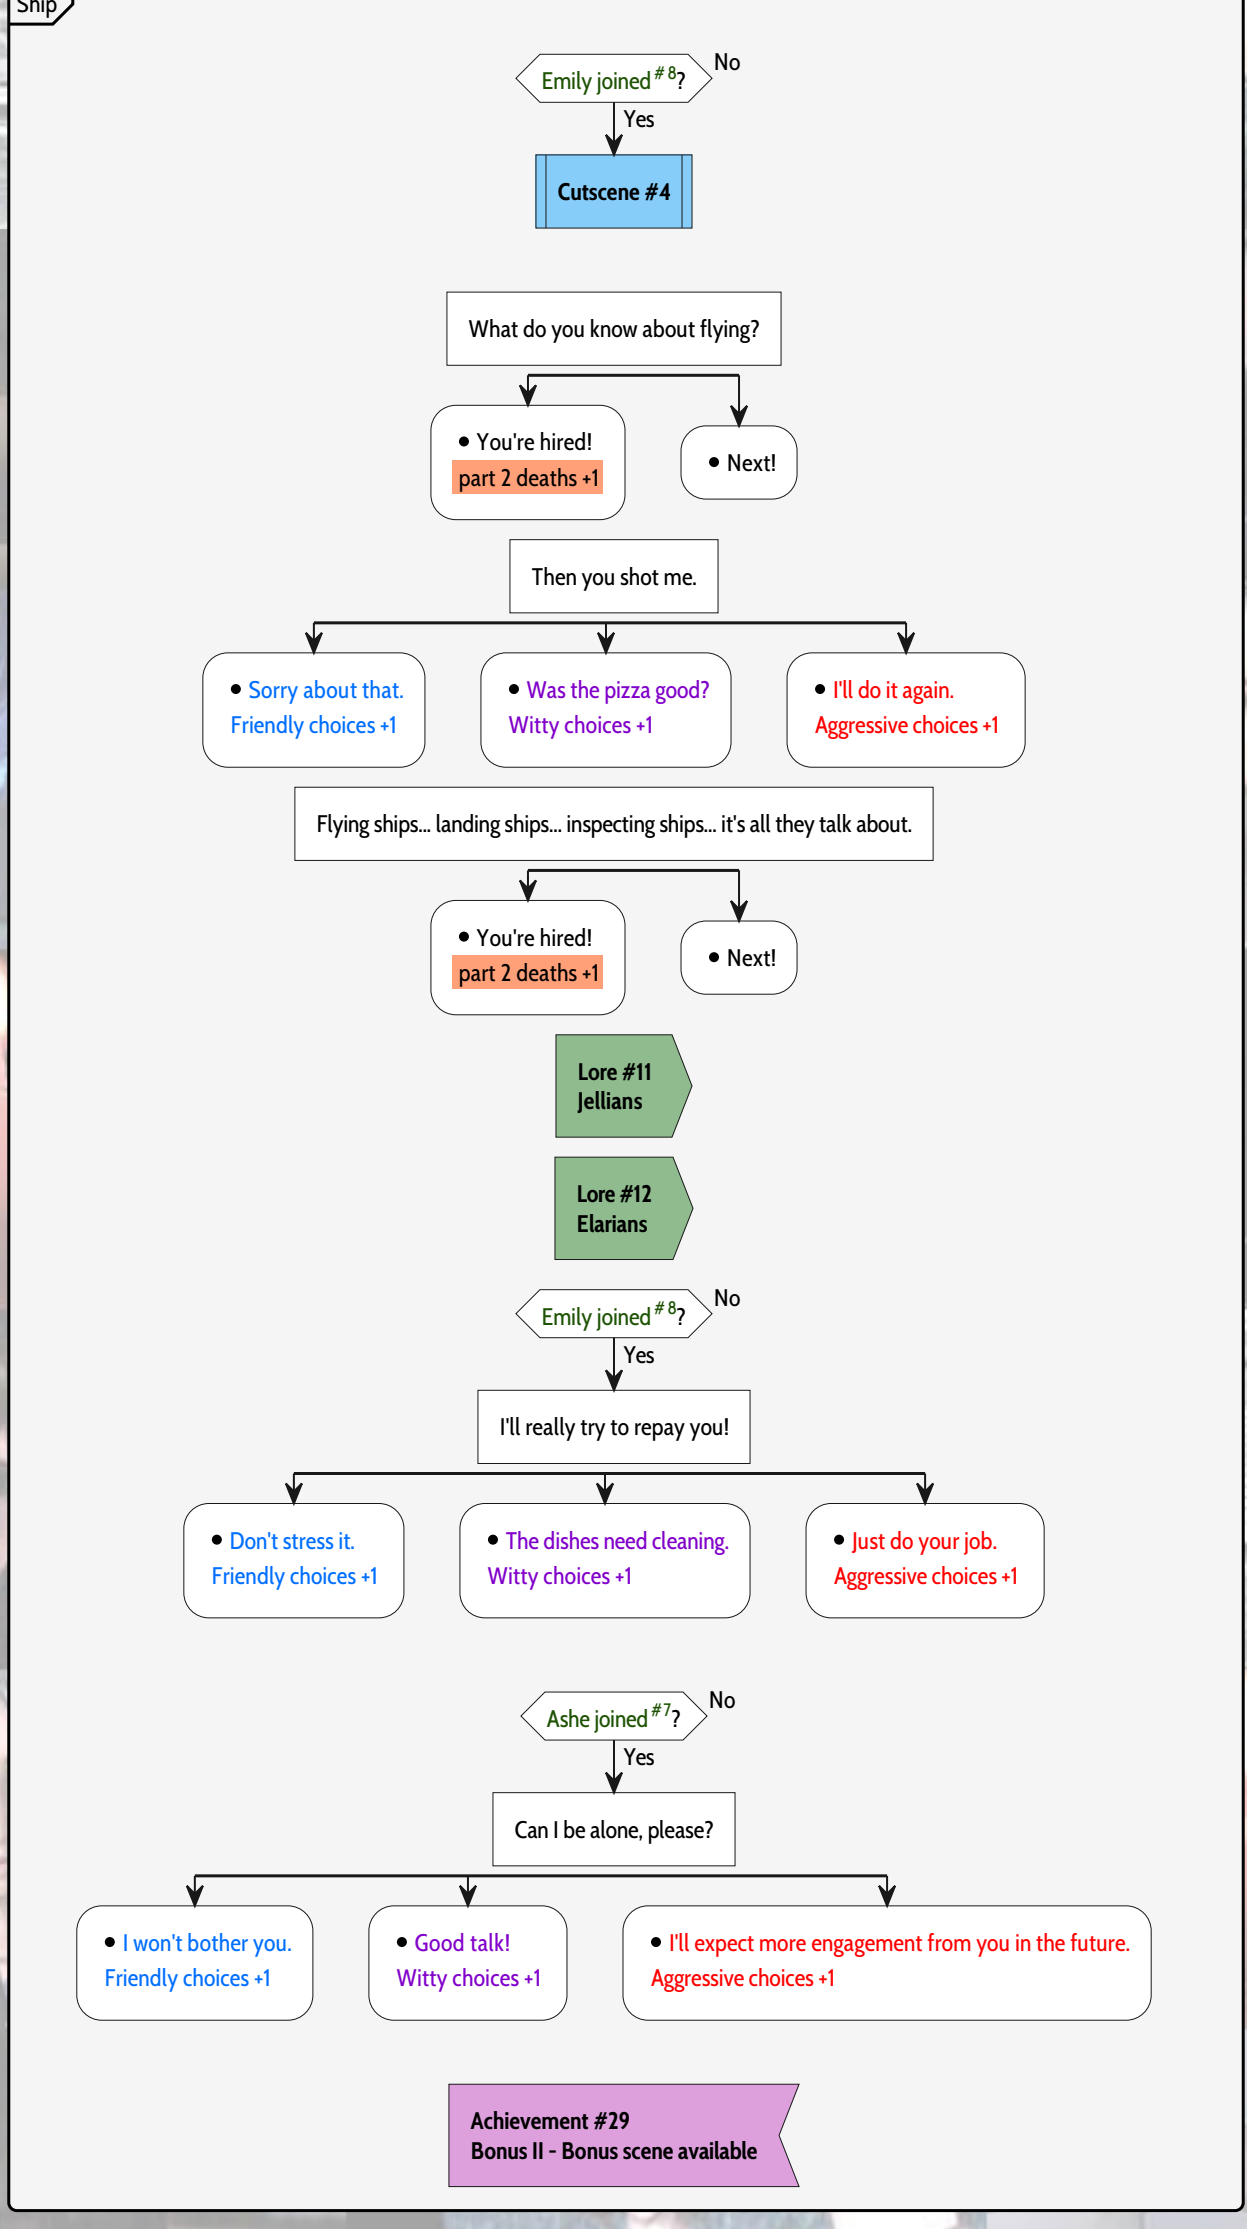 Ship
Emily joined #8?
No
Yes
Cutscene #4
What do you know about flying?
• You're hired!
part 2 deaths +1
• Next!
Then you shot me.
• Sorry about that.
Friendly choices +1
• Was the pizza good?
Witty choices +1
• I'll do it again.
Aggressive choices +1
Flying ships... landing ships... inspecting ships... it's all they talk about.
• You're hired!
part 2 deaths +1
• Next!
Lore #11
Jellians
Lore #12
Elarians
Emily joined #8?
No
Yes
I'll really try to repay you!
• Don't stress it.
Friendly choices +1
• The dishes need cleaning.
Witty choices +1
• Just do your job.
Aggressive choices +1
Ashe joined #7?
No
Yes
Can I be alone, please?
• I won't bother you.
Friendly choices +1
• Good talk!
Witty choices +1
• I'll expect more engagement from you in the future.
Aggressive choices +1
Achievement #29
Bonus II - Bonus scene available